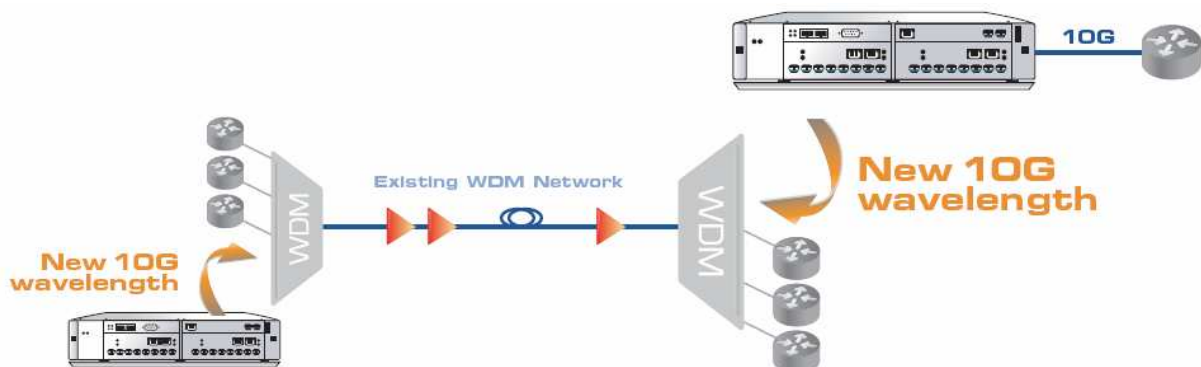 10G
Existing WDM Network
WDM
WDM
New 10G
wavelength
New 10G
wavelength